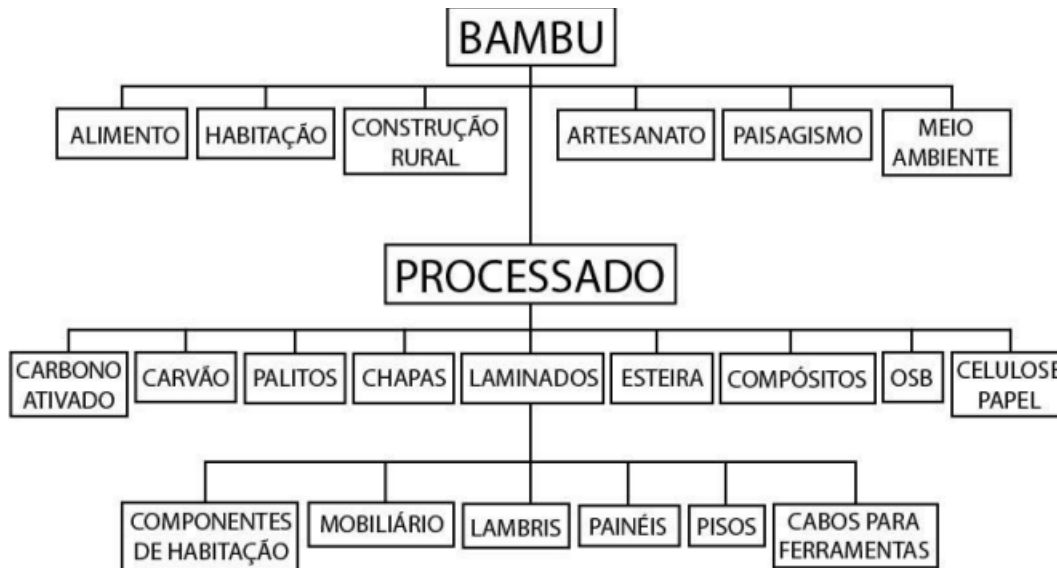 BAMBU
ALIMENTO
HABITAÇÃO
CONSTRUÇÃO
RURAL
ARTESANATO
PAISAGISMO
MEIO
AMBIENTE
PROCESSADO
CARBONO
ATIVADO
CARVÃO
PALITOS
CHAPAS
LAMINADOS
ESTEIRA
COMPÓSITOS
OSB
CELULOSE
PAPEL
COMPONENTES
DE HABITAÇÃO
MOBILIÁRIO
LAMBRIS
PAINÉIS
PISOS
CABOS PARA
FERRAMENTAS